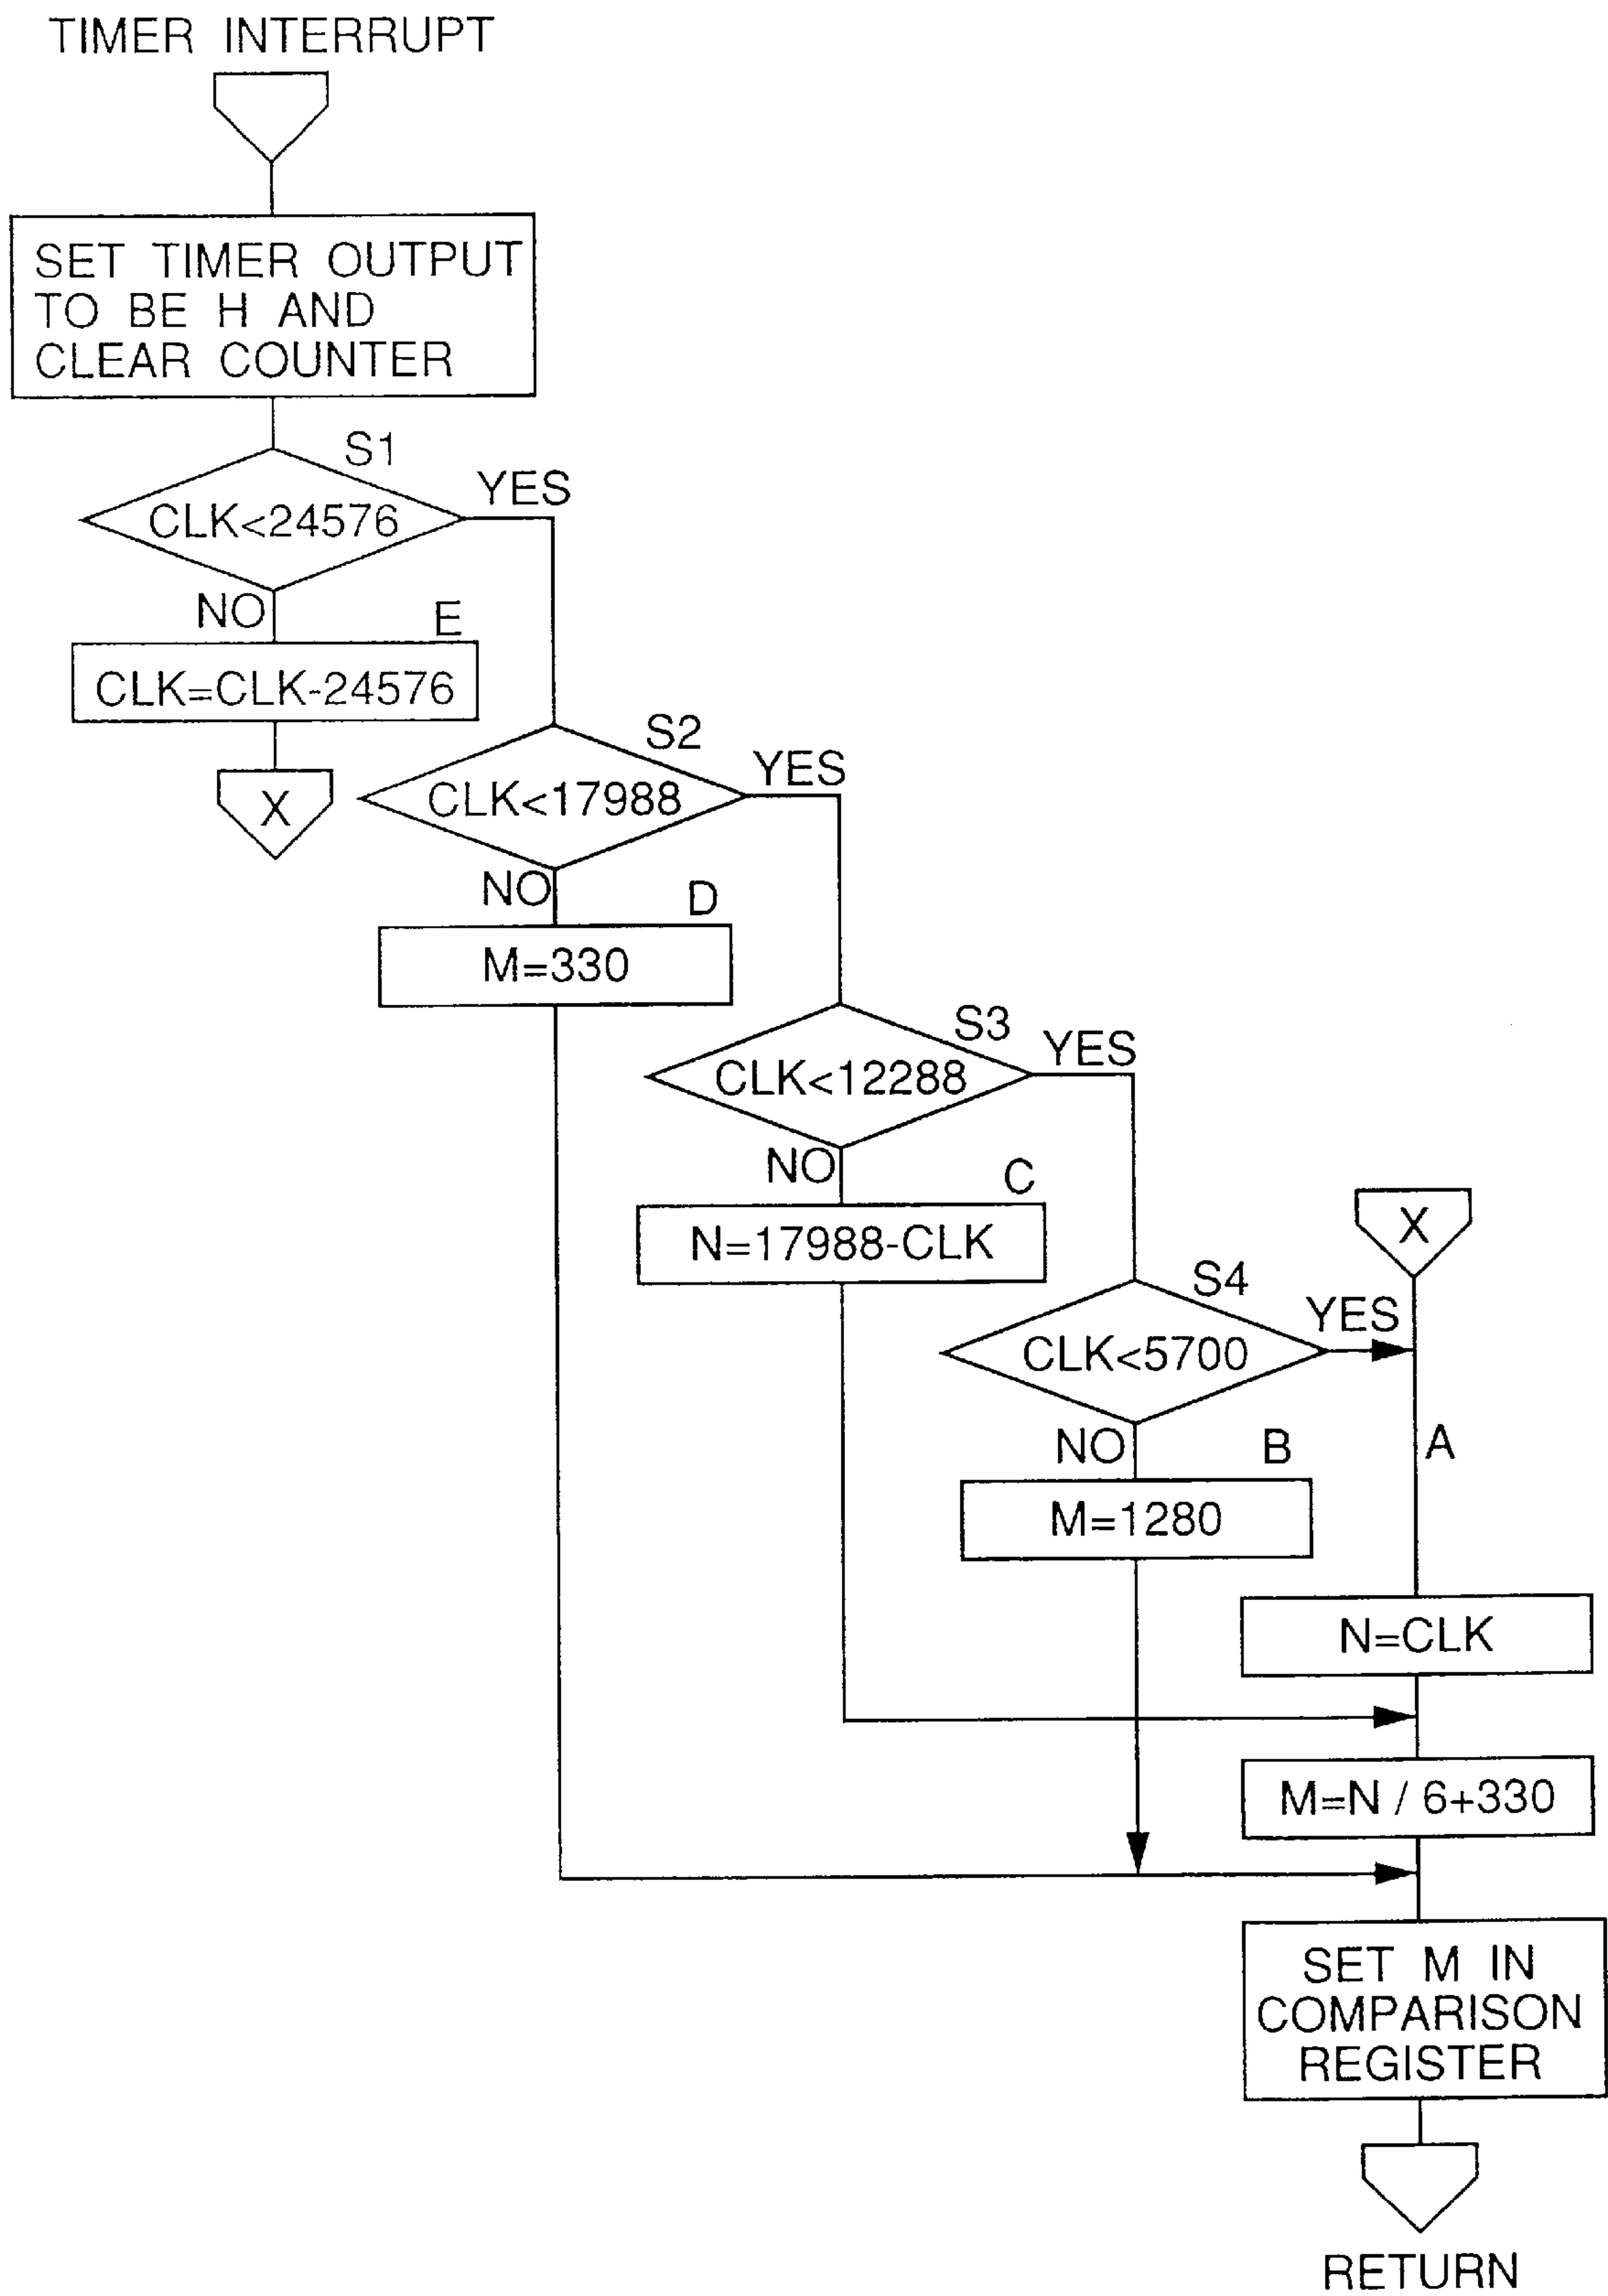 TIMER INTERRUPT
SET TIMER OUTPUT
TO BE H AND
CLEAR COUNTER
S1
YES
CLK<24576
NO
E
CLK=CLK-24576
X
S2
YES
CLK<17988
NO
D
M=330
S3
YES
CLK<12288
NO
C
N=17988-CLK
X
S4
YES
CLK<5700
NO
B
A
M=1280
N=CLK
M=N / 6+330
SET M IN
COMPARISON
REGISTER
RETURN